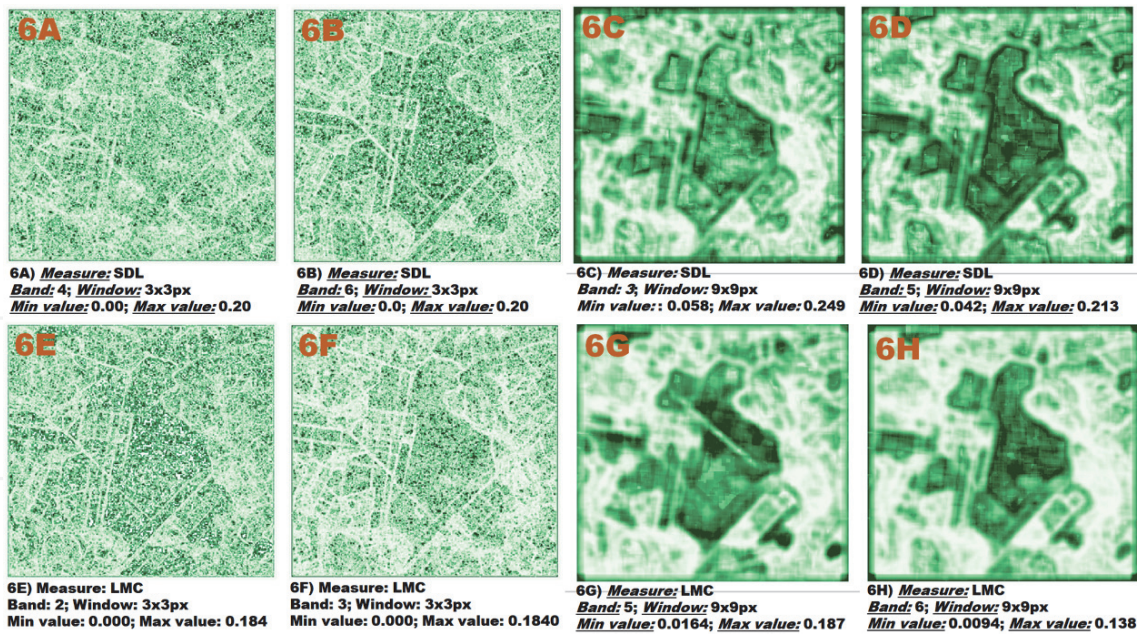 6A
6B
6C
6D
6A) Measure: SDL
Band: 4; Window: 3x3px
Min value: 0.00; Max value: 0.20
6B) Measure: SDL
Band: 6; Window: 3x3px
Min value: 0.0; Max value: 0.20
6C) Measure: SDL
Band: 3; Window: 9x9px
Min value: : 0.058; Max value: 0.249
6D) Measure: SDL
Band: 5; Window: 9x9px
Min value: 0.042; Max value: 0.213
6E
6F
6G
6H
6E) Measure: LMC
Band: 2; Window: 3x3px
Min value: 0.000; Max value: 0.184
6F) Measure: LMC
Band: 3; Window: 3x3px
Min value: 0.000; Max value: 0.1840
6G) Measure: LMC
Band: 5; Window: 9x9px
Min value: 0.0164; Max value: 0.187
6H) Measure: LMC
Band: 6; Window: 9x9px
Min value: 0.0094; Max value: 0.138